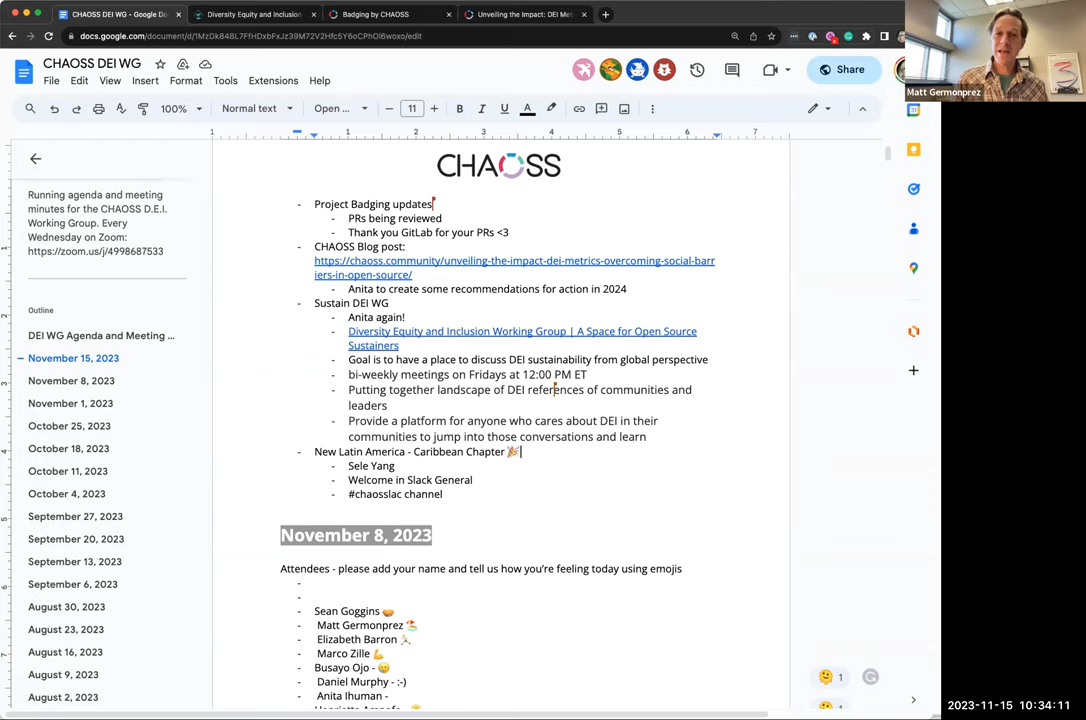 CHAOSS DEI WG - Google Do
Diversity Equity and Inclusion
Badging by CHAOSS
Unveiling the Impact: DEI Met
docs.google.com/document/d/1MzDk84BL7FfHDxbFxJz39M72V2Hfc5Y6oCPhOl6woxo/edit
Matt Germonprez
CHAOSS DEI WG
File Edit View Insert Format Tools Extensions Help
Share
100% Normal text Open ... 11 B I U A
1 1 2 3 4 5 6 7
Running agenda and meeting
minutes for the CHAOSS D.E.I.
Working Group. Every
Wednesday on Zoom:
https://zoom.us/j/4998687533
Outline
DEI WG Agenda and Meeting ...
November 15, 2023
November 8, 2023
November 1, 2023
October 25, 2023
October 18, 2023
October 11, 2023
October 4, 2023
September 27, 2023
September 20, 2023
September 13, 2023
September 6, 2023
August 30, 2023
August 23, 2023
August 16, 2023
August 9, 2023
August 2, 2023
CHAOSS
- Project Badging updates
- PRs being reviewed
- Thank you GitLab for your PRs <3
- CHAOSS Blog post:
https://chaoss.community/unveiling-the-impact-dei-metrics-overcoming-social-barr
iers-in-open-source/
- Anita to create some recommendations for action in 2024
- Sustain DEI WG
- Anita again!
- Diversity Equity and Inclusion Working Group | A Space for Open Source
Sustainers
- Goal is to have a place to discuss DEI sustainability from global perspective
- bi-weekly meetings on Fridays at 12:00 PM ET
- Putting together landscape of DEI references of communities and
leaders
- Provide a platform for anyone who cares about DEI in their
communities to jump into those conversations and learn
- New Latin America - Caribbean Chapter 🎉
- Sele Yang
- Welcome in Slack General
- #chaosslac channel
November 8, 2023
Attendees - please add your name and tell us how you're feeling today using emojis
-
-
- Sean Goggins 🥧
- Matt Germonprez 🏖️
- Elizabeth Barron
- Marco Zille 💪
- Busayo Ojo - 🥲
- Daniel Murphy - :-)
- Anita Ihuman -
1
2023-11-15 10:34:11